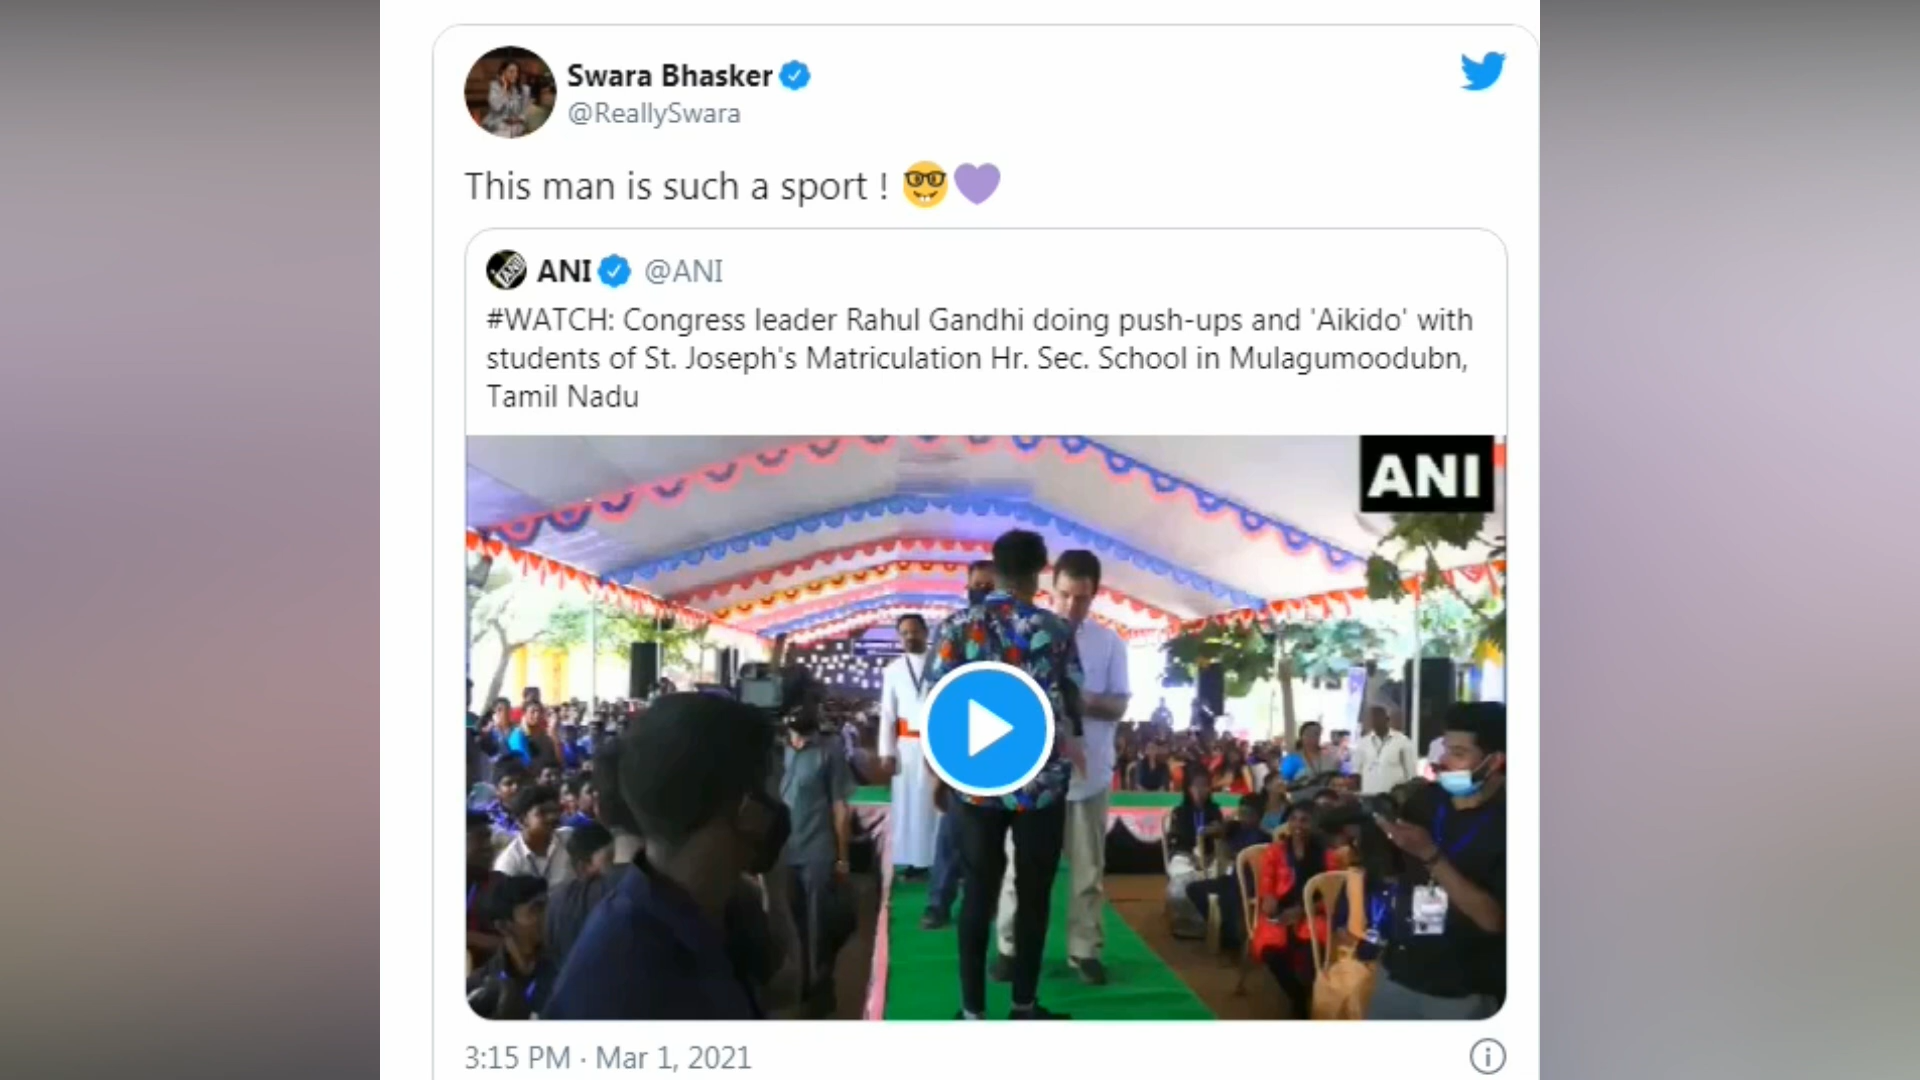 Swara Bhasker
@ReallySwara
This man is such a sport ! 🤓💜
ANI @ANI
#WATCH: Congress leader Rahul Gandhi doing push-ups and 'Aikido' with
students of St. Joseph's Matriculation Hr. Sec. School in Mulagumoodubn,
Tamil Nadu
ANI
3:15 PM · Mar 1, 2021